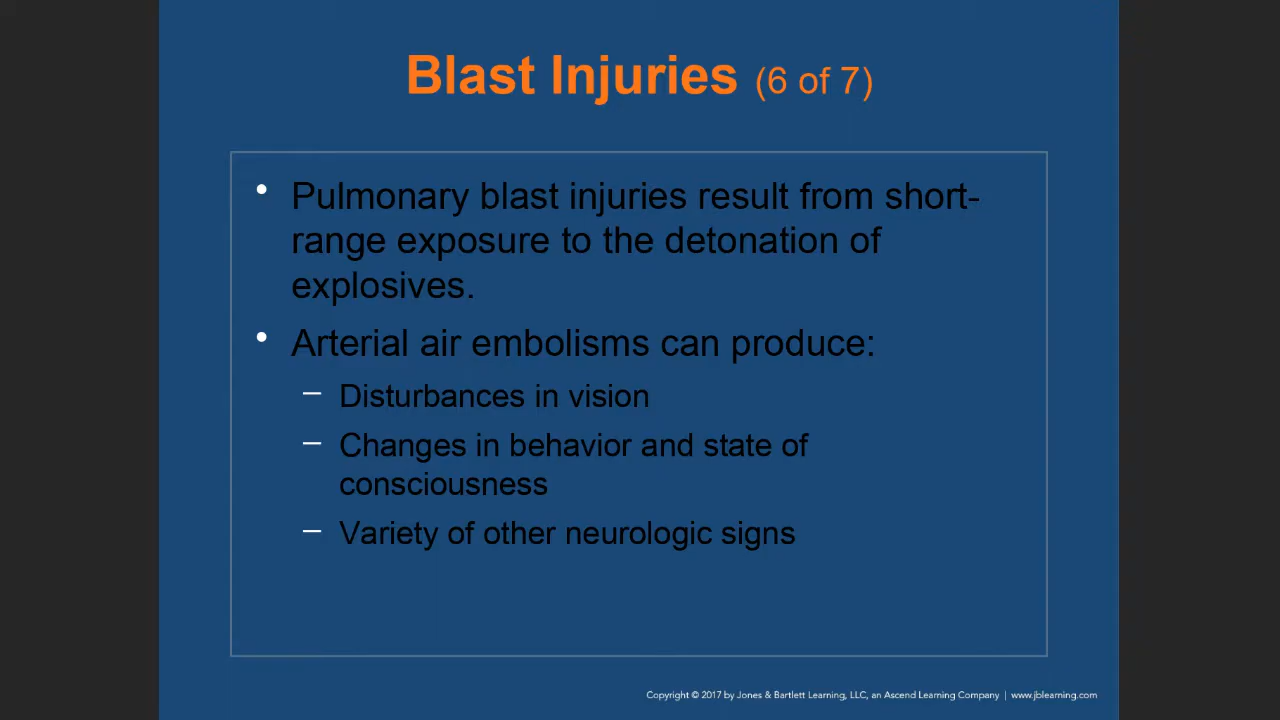 Blast Injuries (6 of 7)
• Pulmonary blast injuries result from short-
range exposure to the detonation of
explosives.
• Arterial air embolisms can produce:
– Disturbances in vision
– Changes in behavior and state of
consciousness
– Variety of other neurologic signs
Copyright © 2017 by Jones & Bartlett Learning, LLC, an Ascend Learning Company | www.jblearning.com